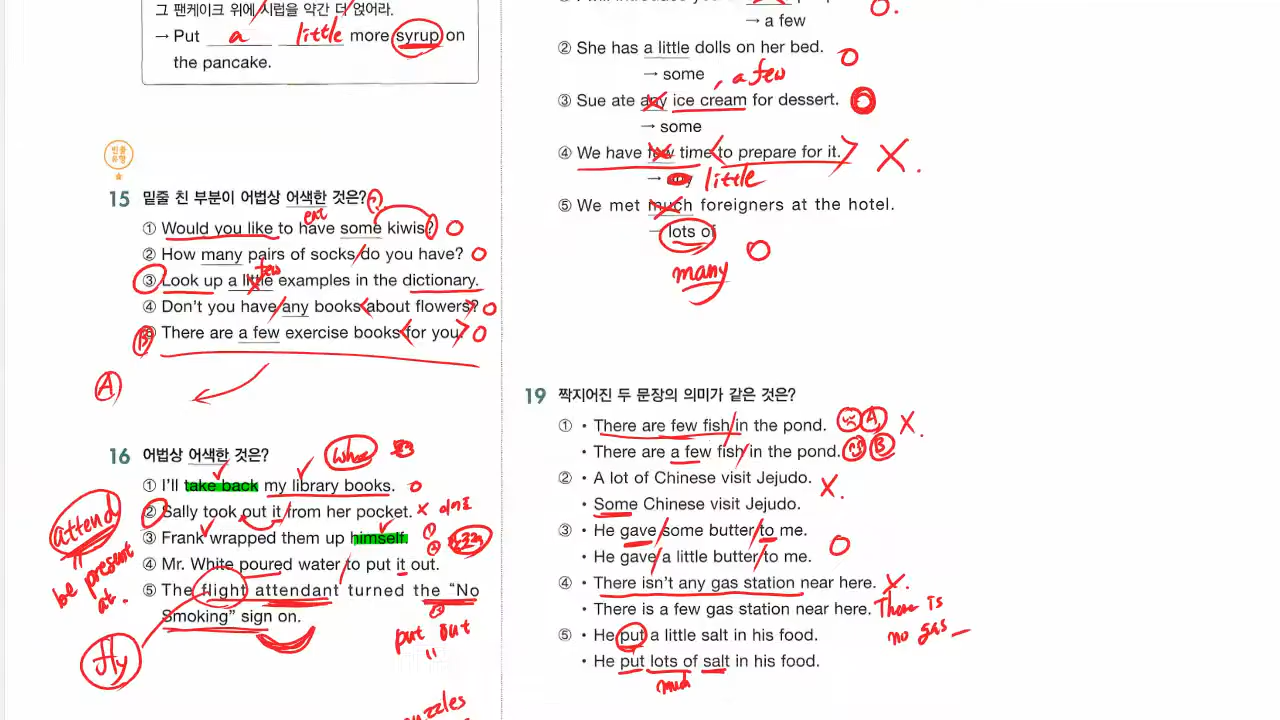 그 팬케이크 위에 시럽을 약간 더 얹어라.
→ Put a little more syrup on
the pancake.
빈출
유형
15 밑줄 친 부분이 어법상 어색한 것은?
eat
① Would you like to have some kiwis?
② How many pairs of socks do you have?
few
③ Look up a little examples in the dictionary.
④ Don't you have any books about flowers?
⑤ There are a few exercise books for you.
B
A
16 어법상 어색한 것은?
① I'll take back my library books.
② Sally took out it from her pocket.
③ Frank wrapped them up himself.
④ Mr. White poured water to put it out.
⑤ The flight attendant turned the "No
Smoking" sign on.
attend
be present
at.
fly
put out
→ a few
② She has a little dolls on her bed.
→ some, a few
③ Sue ate any ice cream for dessert.
→ some
④ We have few time to prepare for it.
→ little
⑤ We met much foreigners at the hotel.
→ lots of
many
19 짝지어진 두 문장의 의미가 같은 것은?
① • There are few fish in the pond. A
• There are a few fish in the pond. B
② • A lot of Chinese visit Jejudo.
• Some Chinese visit Jejudo.
③ • He gave some butter to me.
• He gave a little butter to me.
④ • There isn't any gas station near here.
• There is a few gas station near here. There is
no gas
⑤ • He put a little salt in his food.
• He put lots of salt in his food.
much